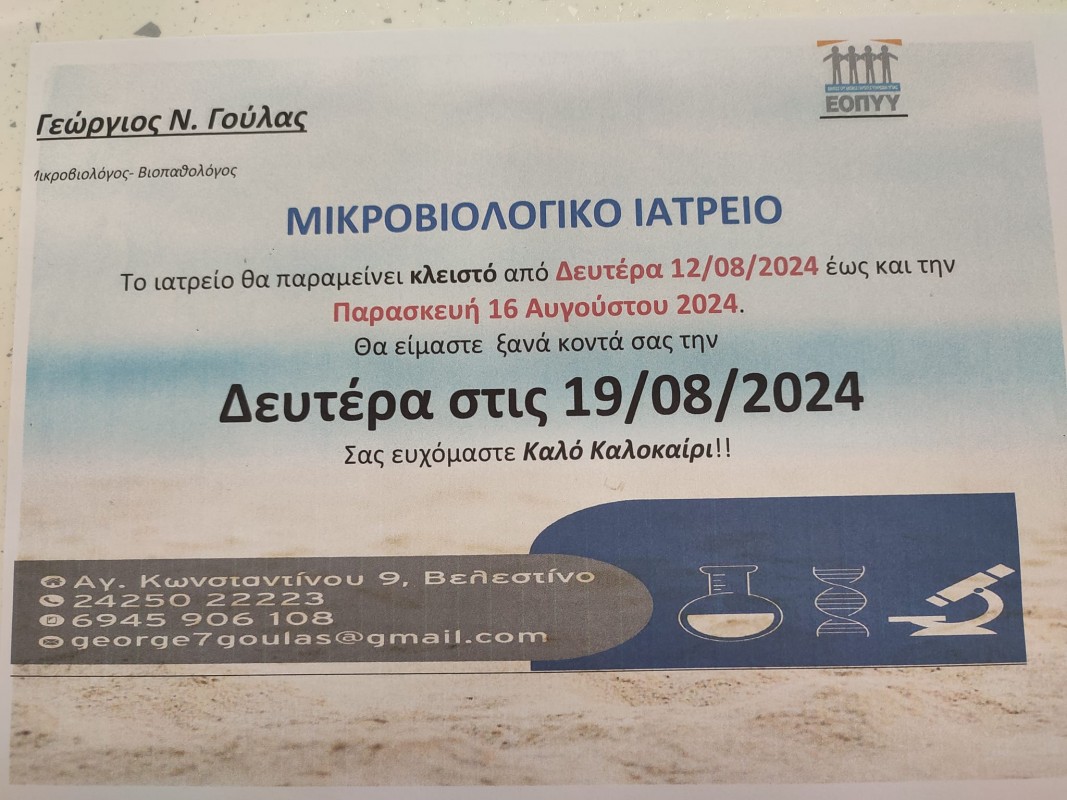 ΕΟΠΥΥ
Γεώργιος Ν. Γούλας
Μικροβιολόγος- Βιοπαθολόγος
ΜΙΚΡΟΒΙΟΛΟΓΙΚΟ ΙΑΤΡΕΙΟ
Το ιατρείο θα παραμείνει κλειστό από Δευτέρα 12/08/2024 έως και την
Παρασκευή 16 Αυγούστου 2024.
Θα είμαστε ξανά κοντά σας την
Δευτέρα στις 19/08/2024
Σας ευχόμαστε Καλό Καλοκαίρι!!
Αγ. Κωνσταντίνου 9, Βελεστίνο
24250 22223
6945 906 108
george7goulas@gmail.com